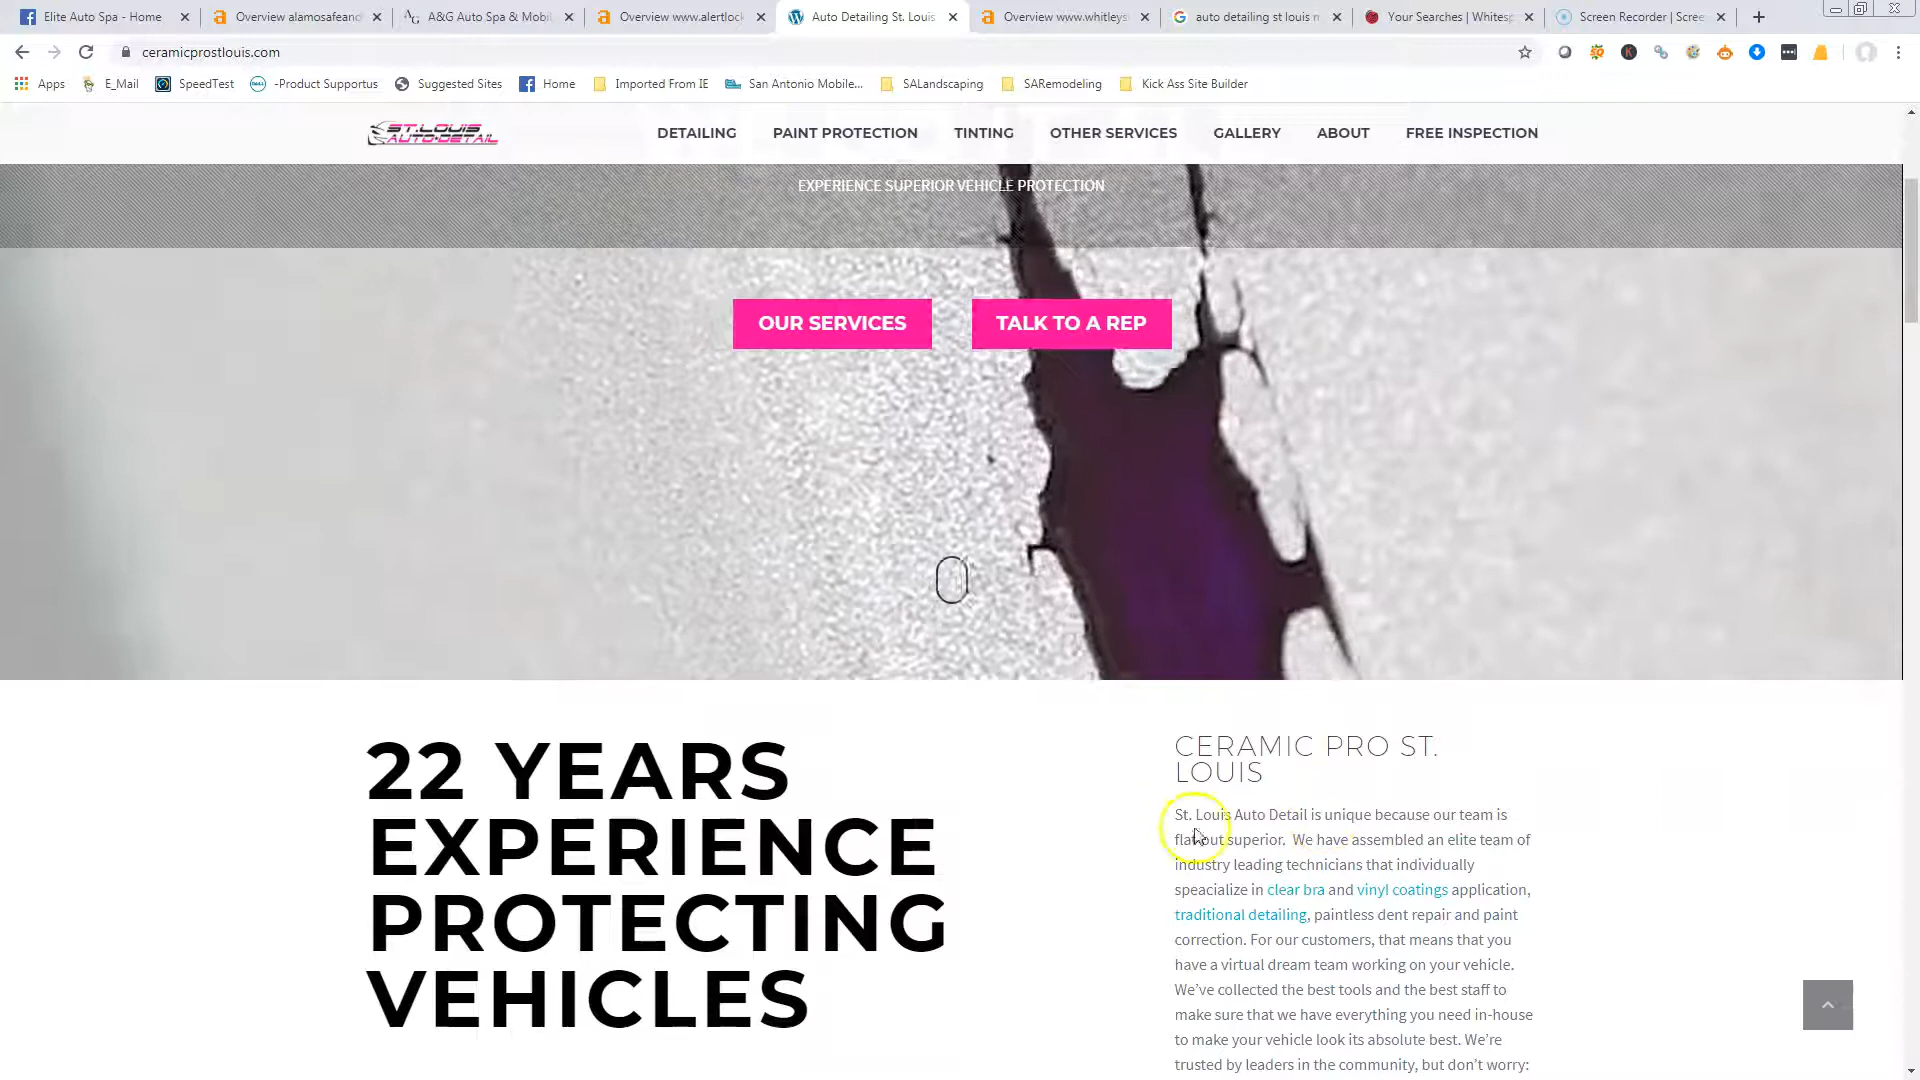 Elite Auto Spa - Home
Overview alamosafeand
A&G Auto Spa & Mobil
Overview www.alertlock
Auto Detailing St. Louis
Overview www.whitleys
auto detailing st louis m
Your Searches | Whitesp
Screen Recorder | Scree
ceramicprostlouis.com
Apps
E_Mail
SpeedTest
-Product Supportus
Suggested Sites
Home
Imported From IE
San Antonio Mobile...
SALandscaping
SARemodeling
Kick Ass Site Builder
ST.LOUIS
AUTO-DETAIL
DETAILING
PAINT PROTECTION
TINTING
OTHER SERVICES
GALLERY
ABOUT
FREE INSPECTION
EXPERIENCE SUPERIOR VEHICLE PROTECTION
OUR SERVICES
TALK TO A REP
22 YEARS
EXPERIENCE
PROTECTING
VEHICLES
CERAMIC PRO ST.
LOUIS
St. Louis Auto Detail is unique because our team is
flat out superior. We have assembled an elite team of
industry leading technicians that individually
speacialize in clear bra and vinyl coatings application,
traditional detailing, paintless dent repair and paint
correction. For our customers, that means that you
have a virtual dream team working on your vehicle.
We've collected the best tools and the best staff to
make sure that we have everything you need in-house
to make your vehicle look its absolute best. We're
trusted by leaders in the community, but don't worry: